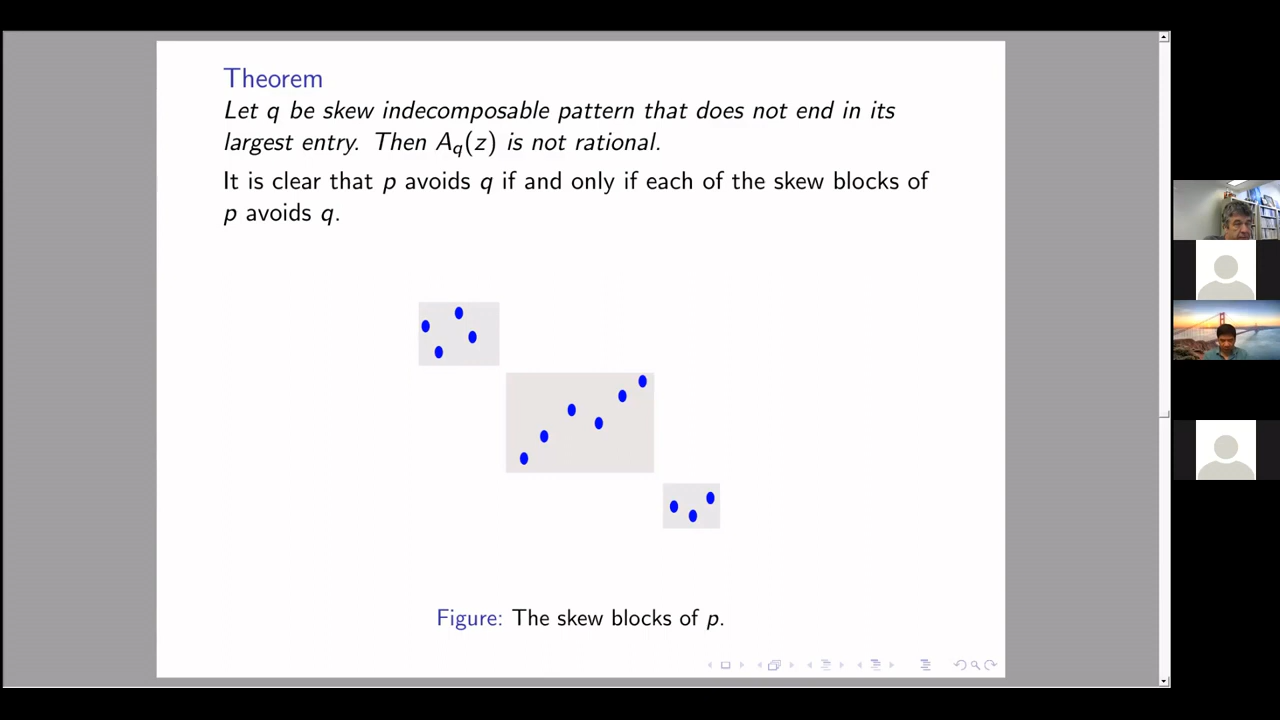 Theorem
Let q be skew indecomposable pattern that does not end in its
largest entry. Then A_q(z) is not rational.
It is clear that p avoids q if and only if each of the skew blocks of
p avoids q.
Figure: The skew blocks of p.